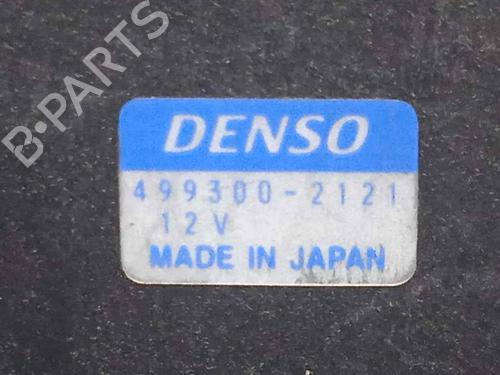 B-PARTS
DENSO
499300-2121
12V
MADE IN JAPAN